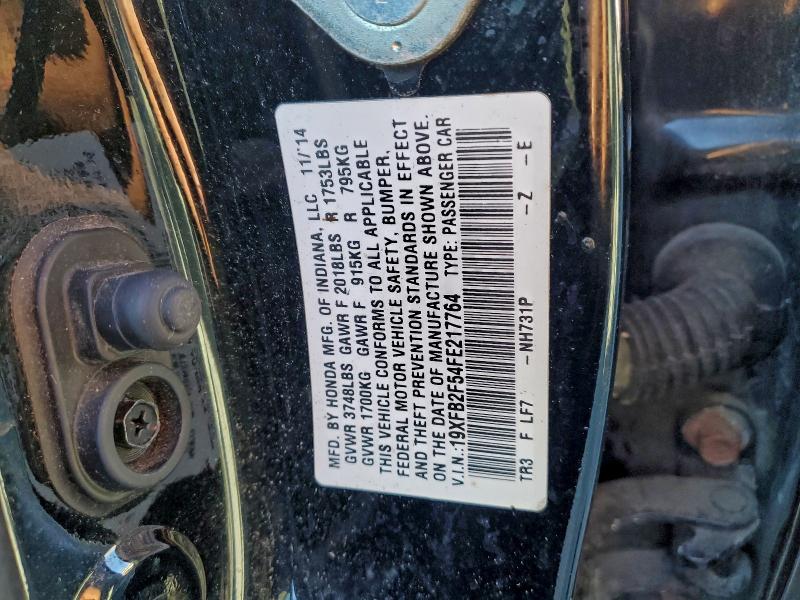 MFD. BY HONDA MFG. OF INDIANA, LLC 11/14
GVWR 3748LBS GAWR F 2018LBS R 1753LBS
GVWR 1700KG GAWR F 915KG R 795KG
THIS VEHICLE CONFORMS TO ALL APPLICABLE
FEDERAL MOTOR VEHICLE SAFETY, BUMPER,
AND THEFT PREVENTION STANDARDS IN EFFECT
ON THE DATE OF MANUFACTURE SHOWN ABOVE.
V.I.N.:19XFB2F54FE217764 TYPE: PASSENGER CAR
TR3 F LF7 -NH731P -Z -E